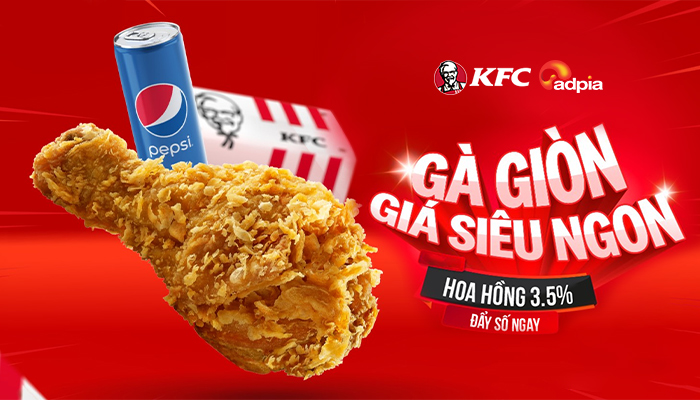 KFC adpia
pepsi
KFC
GÀ GIÒN
GIÁ SIÊU NGON
HOA HỒNG 3.5%
ĐẨY SỐ NGAY